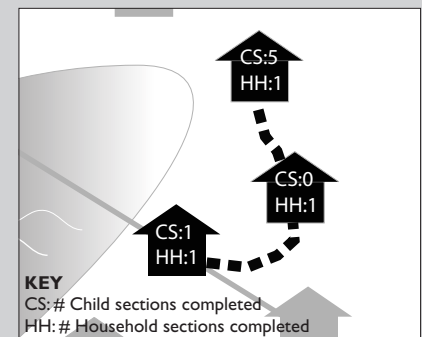 CS:5
HH:1
CS:0
HH:1
CS:1
HH:1
KEY
CS: # Child sections completed
HH: # Household sections completed